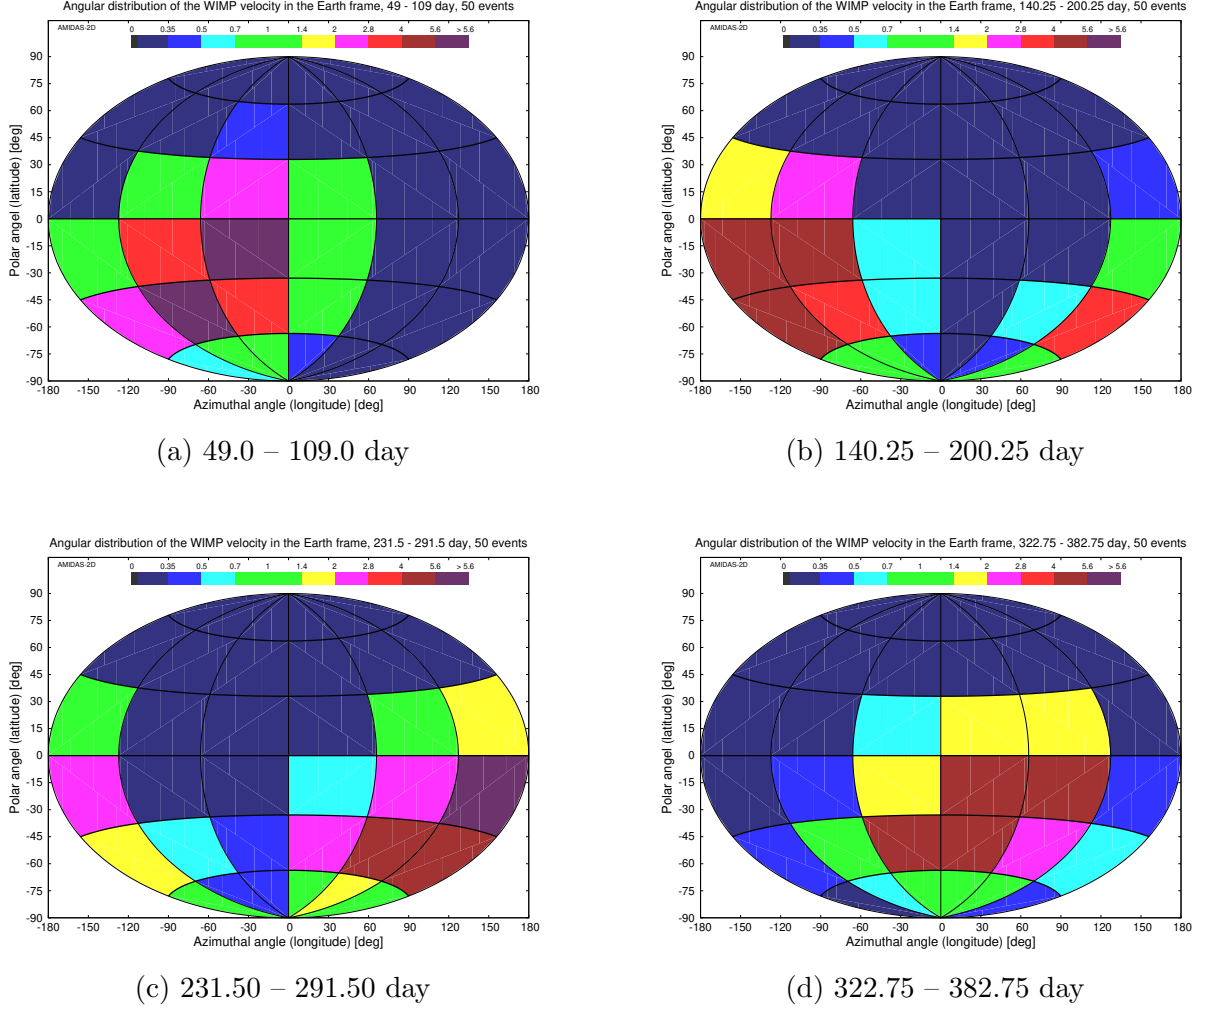 Angular distribution of the WIMP velocity in the Earth frame, 49 - 109 day, 50 events
AMIDAS-2D
0 0.35 0.5 0.7 1 1.4 2 2.8 4 5.6 > 5.6
Polar angel (latitude) [deg]
90
75
60
45
30
15
0
-15
-30
-45
-60
-75
-90
-180 -150 -120 -90 -60 -30 0 30 60 90 120 150 180
Azimuthal angle (longitude) [deg]
(a) 49.0 – 109.0 day
Angular distribution of the WIMP velocity in the Earth frame, 140.25 - 200.25 day, 50 events
AMIDAS-2D
0 0.35 0.5 0.7 1 1.4 2 2.8 4 5.6 > 5.6
Polar angel (latitude) [deg]
90
75
60
45
30
15
0
-15
-30
-45
-60
-75
-90
-180 -150 -120 -90 -60 -30 0 30 60 90 120 150 180
Azimuthal angle (longitude) [deg]
(b) 140.25 – 200.25 day
Angular distribution of the WIMP velocity in the Earth frame, 231.5 - 291.5 day, 50 events
AMIDAS-2D
0 0.35 0.5 0.7 1 1.4 2 2.8 4 5.6 > 5.6
Polar angel (latitude) [deg]
90
75
60
45
30
15
0
-15
-30
-45
-60
-75
-90
-180 -150 -120 -90 -60 -30 0 30 60 90 120 150 180
Azimuthal angle (longitude) [deg]
(c) 231.50 – 291.50 day
Angular distribution of the WIMP velocity in the Earth frame, 322.75 - 382.75 day, 50 events
AMIDAS-2D
0 0.35 0.5 0.7 1 1.4 2 2.8 4 5.6 > 5.6
Polar angel (latitude) [deg]
90
75
60
45
30
15
0
-15
-30
-45
-60
-75
-90
-180 -150 -120 -90 -60 -30 0 30 60 90 120 150 180
Azimuthal angle (longitude) [deg]
(d) 322.75 – 382.75 day